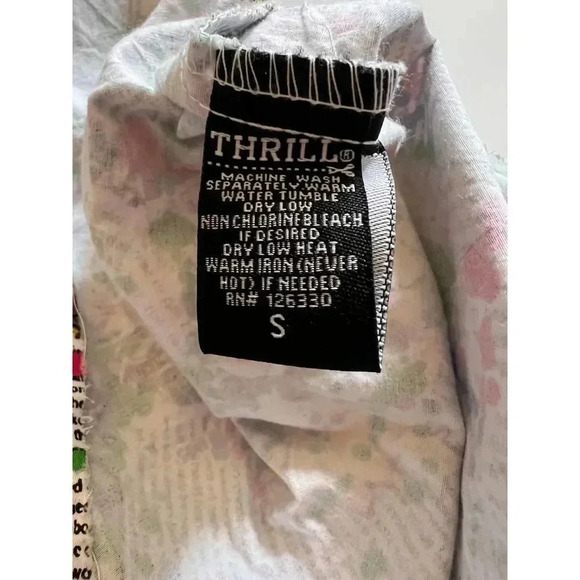 THRILL®
MACHINE WASH
SEPARATELY.WARM
WATER TUMBLE
DRY LOW
NON CHLORINE BLEACH
IF DESIRED
DRY LOW HEAT
WARM IRON (NEVER
HOT) IF NEEDED
RN# 126330
S